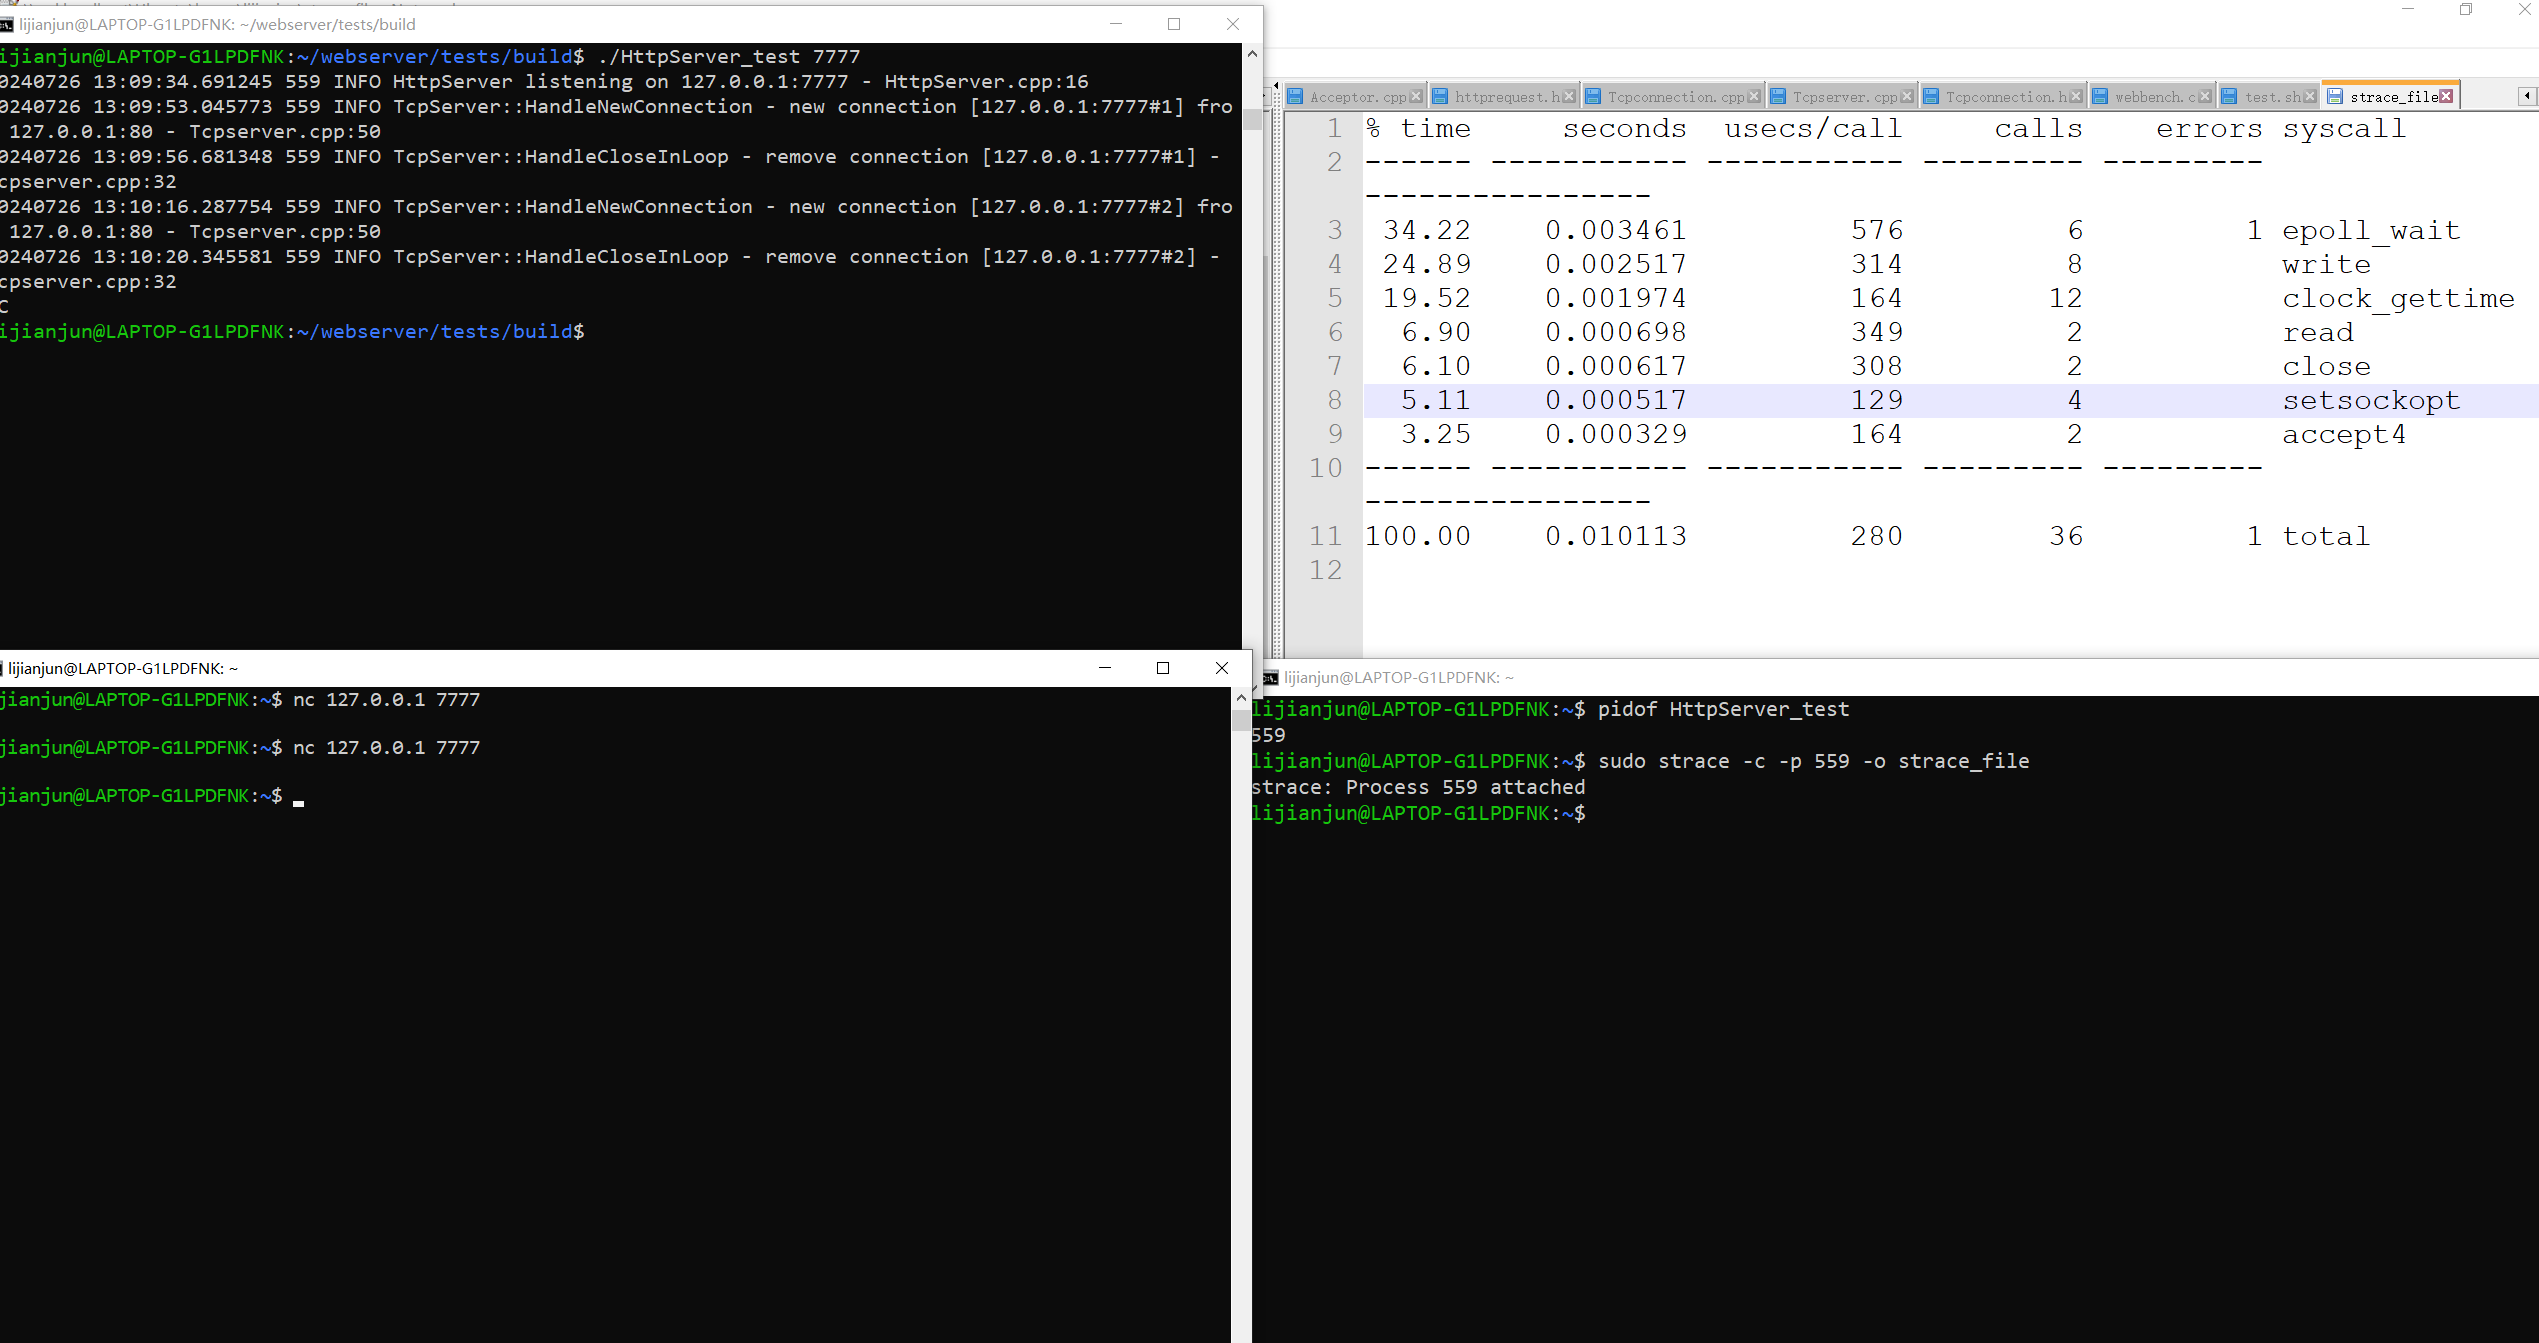 lijianjun@LAPTOP-G1LPDFNK: ~/webserver/tests/build
ijianjun@LAPTOP-G1LPDFNK:~/webserver/tests/build$ ./HttpServer_test 7777
0240726 13:09:34.691245 559 INFO HttpServer listening on 127.0.0.1:7777 - HttpServer.cpp:16
0240726 13:09:53.045773 559 INFO TcpServer::HandleNewConnection - new connection [127.0.0.1:7777#1] fro
127.0.0.1:80 - Tcpserver.cpp:50
0240726 13:09:56.681348 559 INFO TcpServer::HandleCloseInLoop - remove connection [127.0.0.1:7777#1] -
cpserver.cpp:32
0240726 13:10:16.287754 559 INFO TcpServer::HandleNewConnection - new connection [127.0.0.1:7777#2] fro
127.0.0.1:80 - Tcpserver.cpp:50
0240726 13:10:20.345581 559 INFO TcpServer::HandleCloseInLoop - remove connection [127.0.0.1:7777#2] -
cpserver.cpp:32
C
ijianjun@LAPTOP-G1LPDFNK:~/webserver/tests/build$
Acceptor.cpp httprequest.h Tcpconnection.cpp Tcpserver.cpp Tcpconnection.h webbench.c test.sh strace_file
1 % time seconds usecs/call calls errors syscall
2 ------ ----------- ----------- --------- ---------
----------------
3 34.22 0.003461 576 6 1 epoll_wait
4 24.89 0.002517 314 8 write
5 19.52 0.001974 164 12 clock_gettime
6 6.90 0.000698 349 2 read
7 6.10 0.000617 308 2 close
8 5.11 0.000517 129 4 setsockopt
9 3.25 0.000329 164 2 accept4
10 ------ ----------- ----------- --------- ---------
----------------
11 100.00 0.010113 280 36 1 total
12
lijianjun@LAPTOP-G1LPDFNK: ~
jianjun@LAPTOP-G1LPDFNK:~$ nc 127.0.0.1 7777
jianjun@LAPTOP-G1LPDFNK:~$ nc 127.0.0.1 7777
jianjun@LAPTOP-G1LPDFNK:~$
lijianjun@LAPTOP-G1LPDFNK: ~
lijianjun@LAPTOP-G1LPDFNK:~$ pidof HttpServer_test
559
lijianjun@LAPTOP-G1LPDFNK:~$ sudo strace -c -p 559 -o strace_file
strace: Process 559 attached
lijianjun@LAPTOP-G1LPDFNK:~$